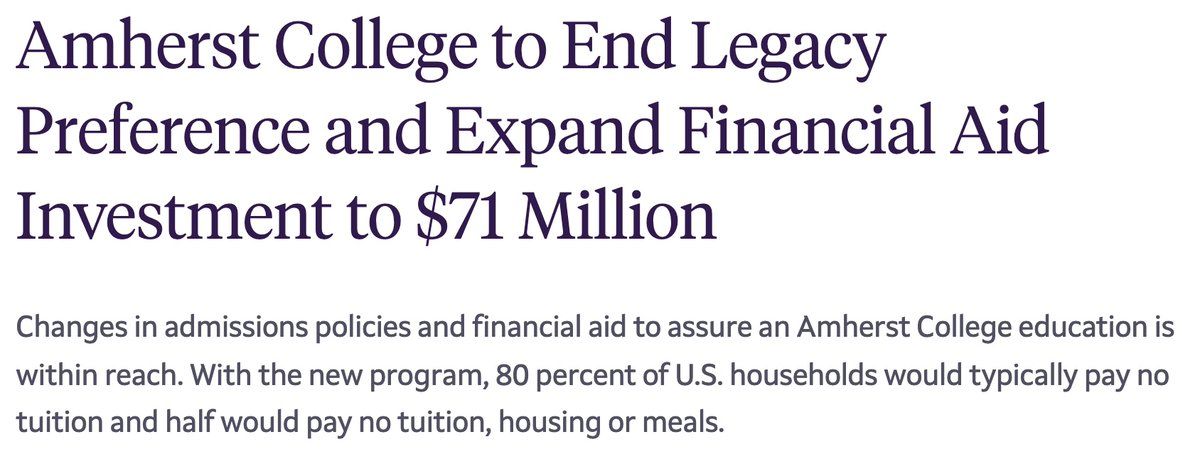 Amherst College to End Legacy
Preference and Expand Financial Aid
Investment to $71 Million
Changes in admissions policies and financial aid to assure an Amherst College education is
within reach. With the new program, 80 percent of U.S. households would typically pay no
tuition and half would pay no tuition, housing or meals.